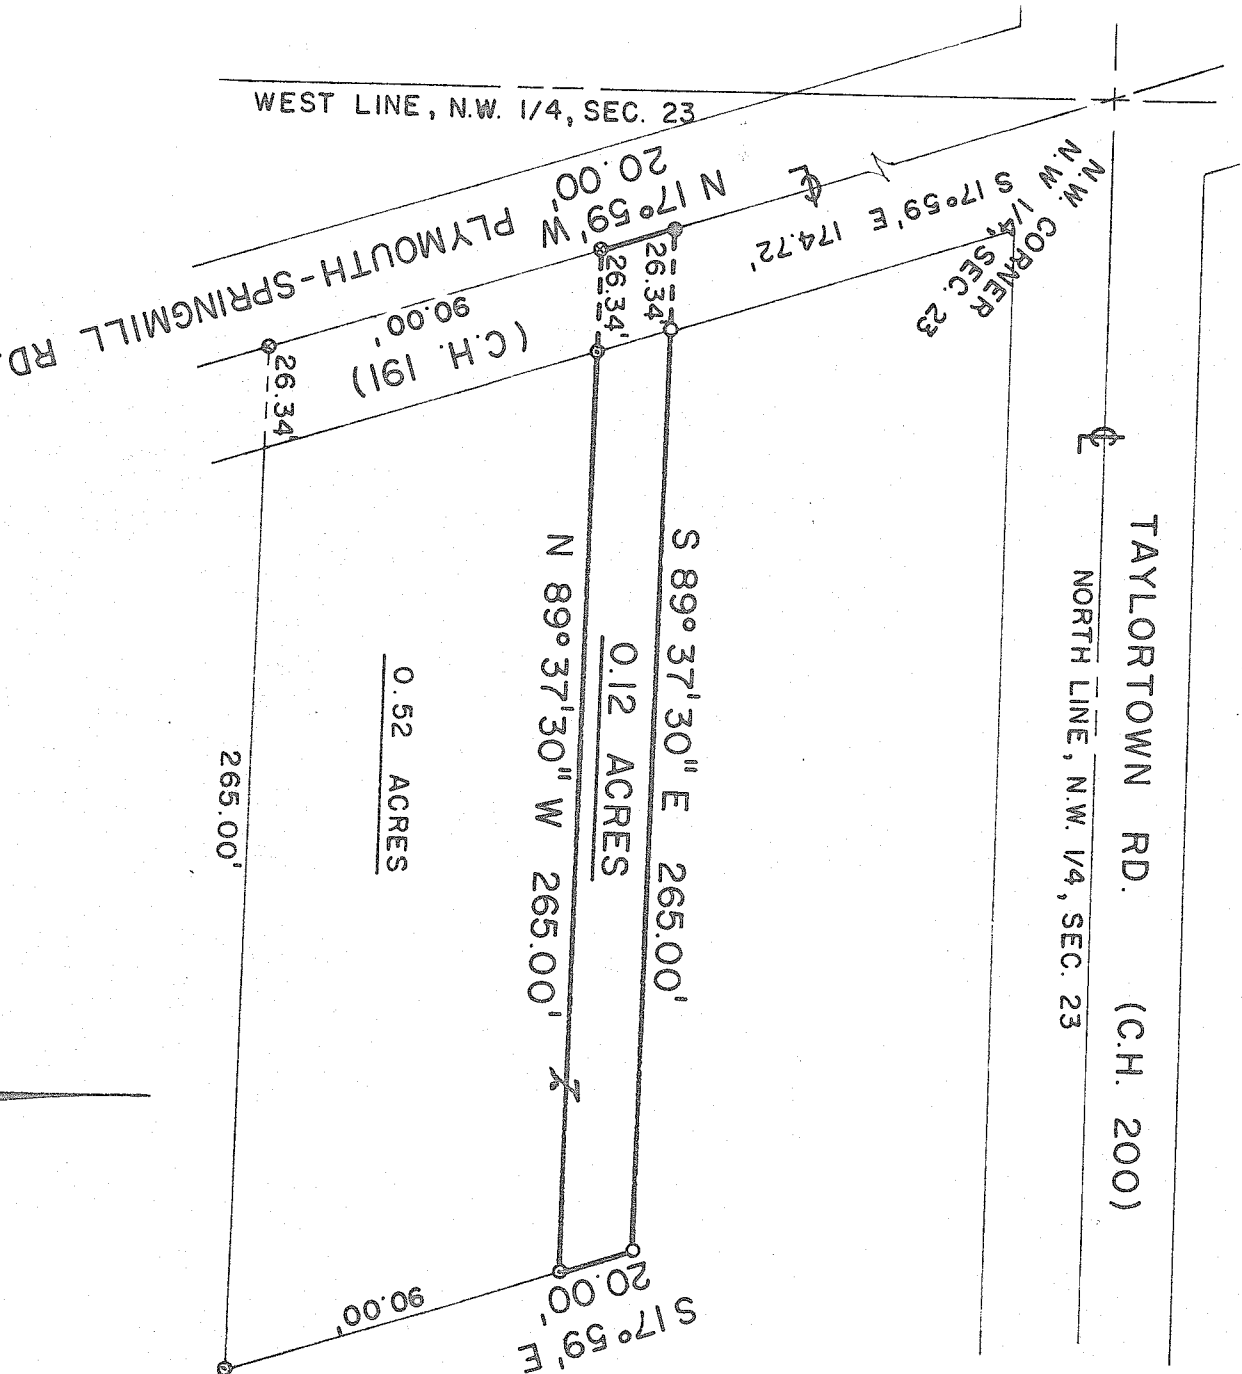 TAYLORTOWN RD. (C.H. 200)
NORTH LINE, N.W. 1/4, SEC. 23
N.W. CORNER
N.W 1/4, SEC. 23
S 17°59' E 174.72'
WEST LINE, N.W. 1/4, SEC. 23
N 17°59' W
20.00'
PLYMOUTH-SPRINGMILL RD.
(C.H. 191)
26.34'
26.34'
26.34'
90.00'
S 89°37'30" E 265.00'
0.12 ACRES
N 89°37'30" W 265.00'
0.52 ACRES
265.00'
S 17°59' E
20.00'
90.00'